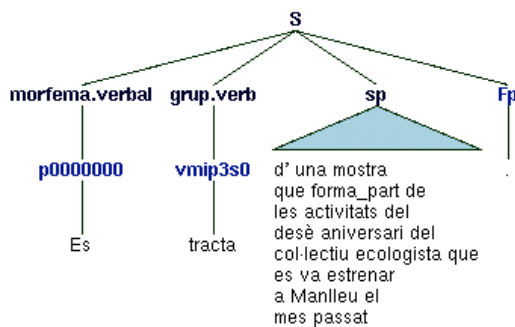 S
morfema.verbal grup.verb sp Fp
p0000000 vmip3s0
Es tracta
d' una mostra
que forma_part de
les activitats del
desè aniversari del
col·lectiu ecologista que
es va estrenar
a Manlleu el
mes passat
.